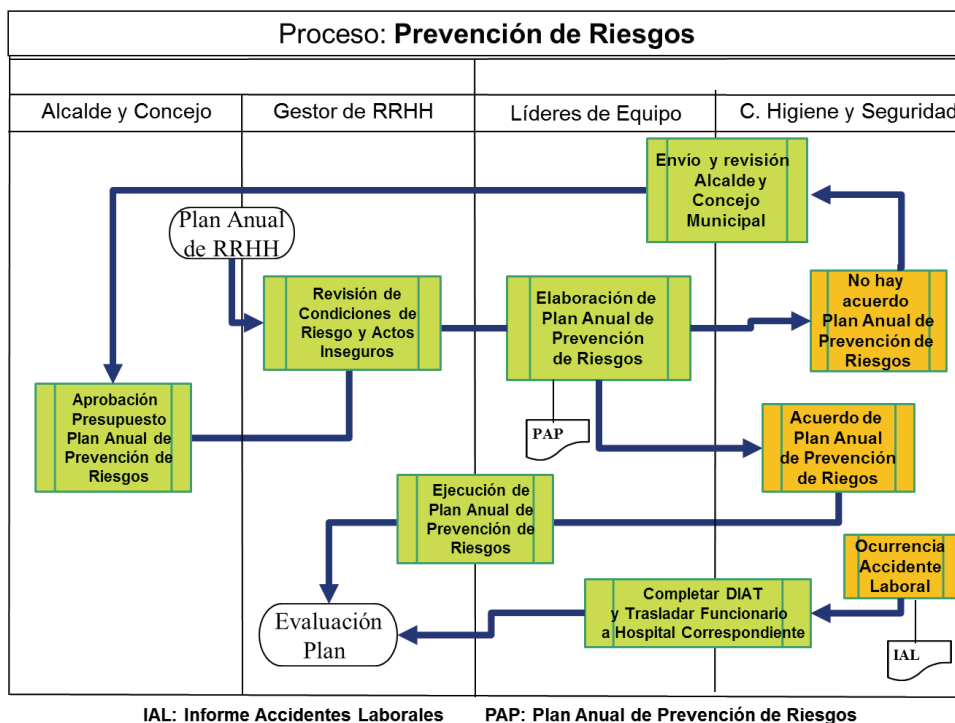 Proceso: Prevención de Riesgos
Alcalde y Concejo
Gestor de RRHH
Líderes de Equipo
C. Higiene y Seguridad
Envío y revisión
Alcalde y
Concejo
Municipal
Plan Anual
de RRHH
Revisión de
Condiciones de
Riesgo y Actos
Inseguros
Elaboración de
Plan Anual de
Prevención
de Riesgos
No hay
acuerdo
Plan Anual de
Prevención de
Riesgos
Aprobación
Presupuesto
Plan Anual de
Prevención de
Riesgos
PAP
Acuerdo de
Plan Anual
de Prevención
de Riegos
Ejecución de
Plan Anual de
Prevención de
Riesgos
Ocurrencia
Accidente
Laboral
Completar DIAT
y Trasladar Funcionario
a Hospital Correspondiente
Evaluación
Plan
IAL
IAL: Informe Accidentes Laborales
PAP: Plan Anual de Prevención de Riesgos